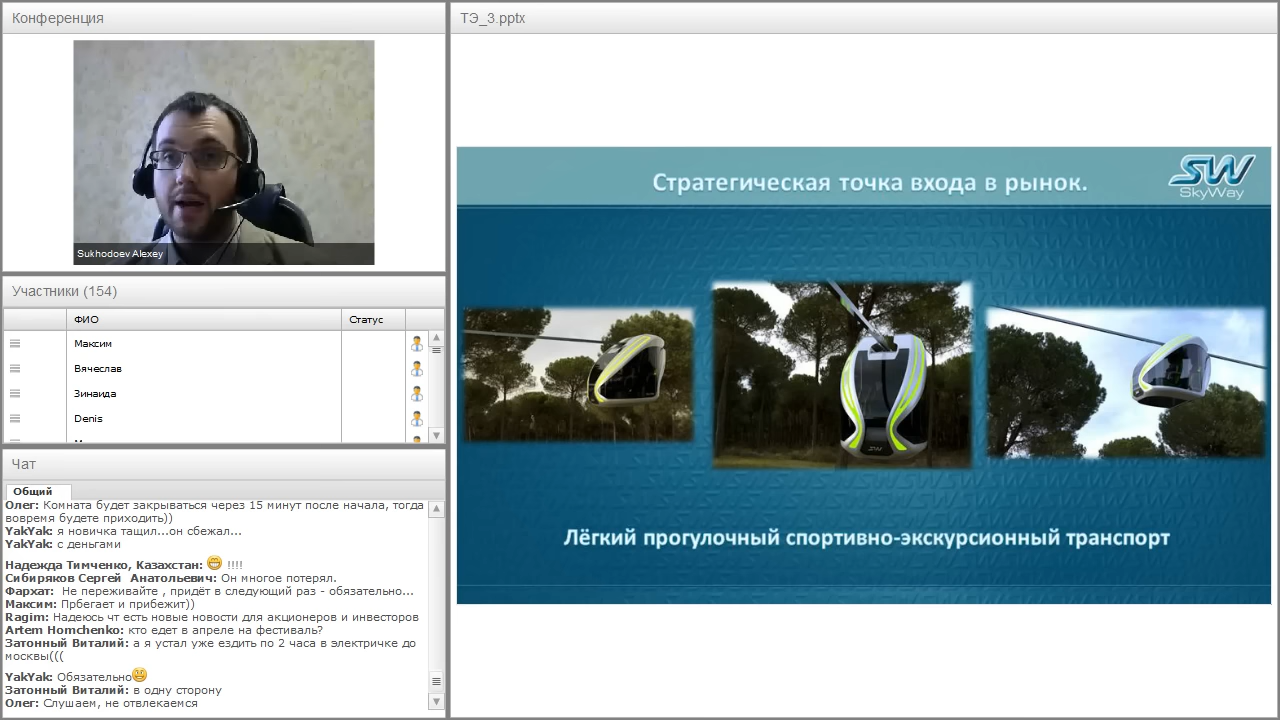 Конференция
Sukhodoev Alexey
Участники (154)
ФИО
Статус
Максим
Вячеслав
Зинаида
Denis
Чат
Общий
Олег: Комната будет закрываться через 15 минут после начала, тогда
вовремя будете приходить))
YakYak: я новичка тащил...он сбежал...
YakYak: с деньгами
Надежда Тимченко, Казахстан: !!!!
Сибиряков Сергей Анатольевич: Он многое потерял.
Фархат: Не переживайте , придёт в следующий раз - обязательно...
Максим: Прбегает и прибежит))
Ragim: Надеюсь чт есть новые новости для акционеров и инвесторов
Artem Homchenko: кто едет в апреле на фестиваль?
Затонный Виталий: а я устал уже ездить по 2 часа в электричке до
москвы(((
YakYak: Обязательно
Затонный Виталий: в одну сторону
Олег: Слушаем, не отвлекаемся
ТЭ_3.pptx
Стратегическая точка входа в рынок.
SW
SkyWay
SW
Лёгкий прогулочный спортивно-экскурсионный транспорт